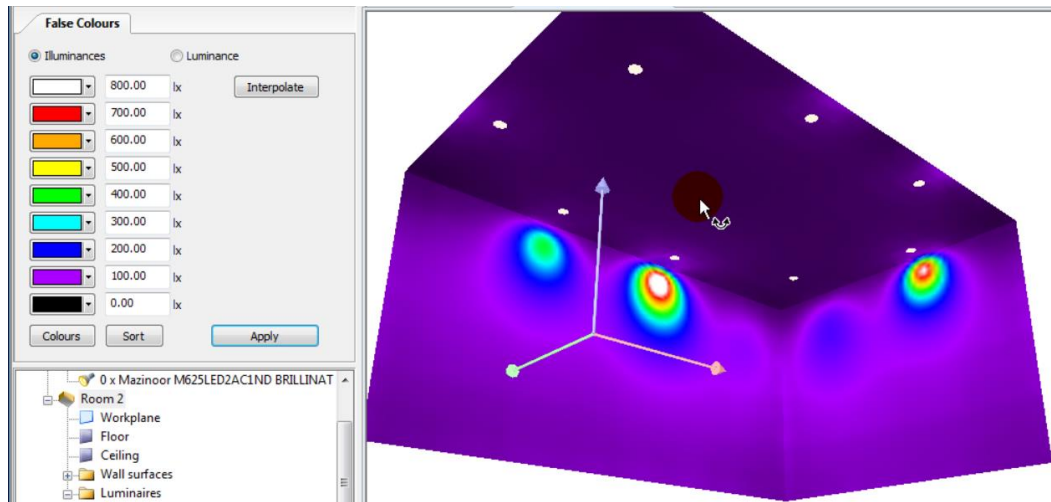 False Colours
Illuminances Luminance
800.00 lx Interpolate
700.00 lx
600.00 lx
500.00 lx
400.00 lx
300.00 lx
200.00 lx
100.00 lx
0.00 lx
Colours Sort Apply
0 x Mazinoor M625LED2AC1ND BRILLINAT
Room 2
Workplane
Floor
Ceiling
Wall surfaces
Luminaires